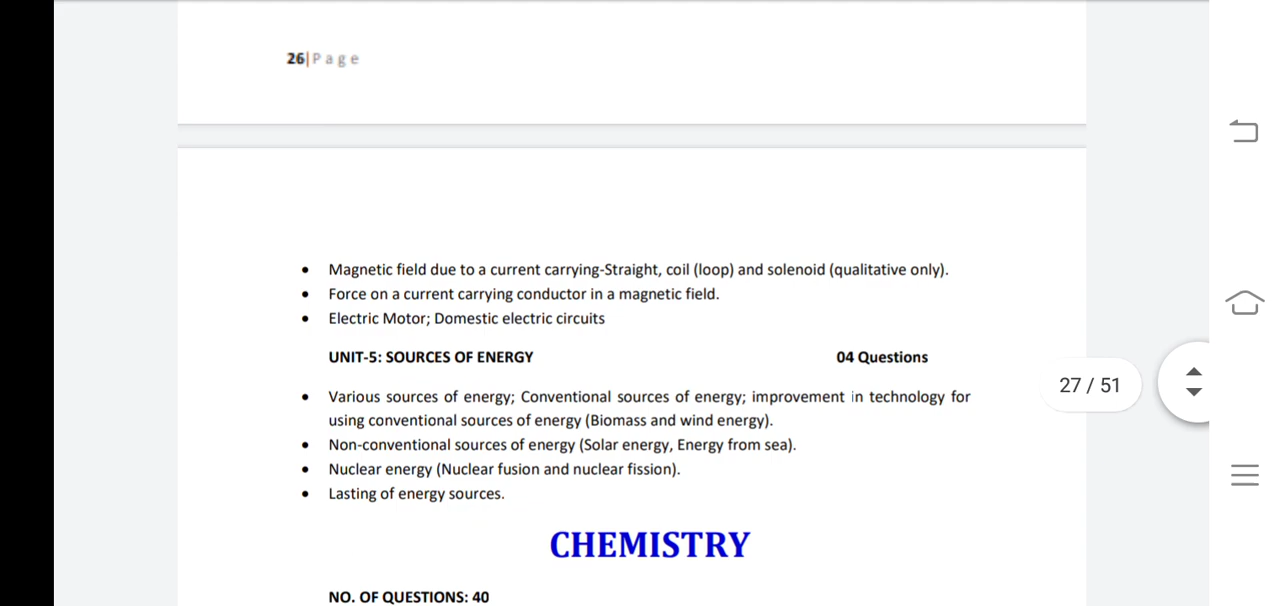 26|P a g e
• Magnetic field due to a current carrying-Straight, coil (loop) and solenoid (qualitative only).
• Force on a current carrying conductor in a magnetic field.
• Electric Motor; Domestic electric circuits
UNIT-5: SOURCES OF ENERGY 04 Questions
27 / 51
• Various sources of energy; Conventional sources of energy; improvement in technology for
using conventional sources of energy (Biomass and wind energy).
• Non-conventional sources of energy (Solar energy, Energy from sea).
• Nuclear energy (Nuclear fusion and nuclear fission).
• Lasting of energy sources.
CHEMISTRY
NO. OF QUESTIONS: 40